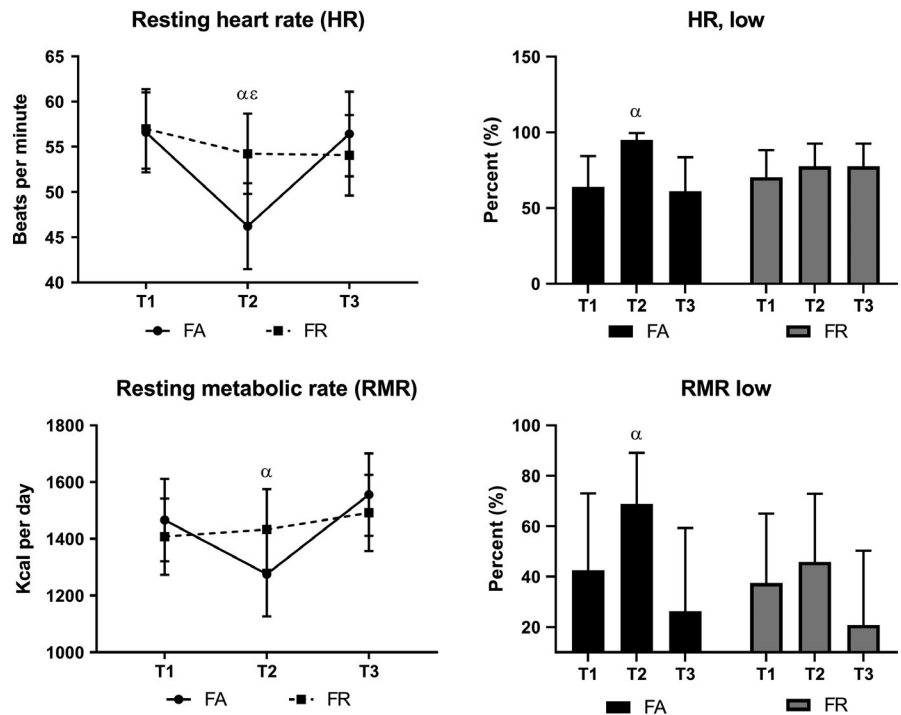 Resting heart rate (HR)
Beats per minute
65
60
55
50
45
40
αε
T1 T2 T3
FA FR
HR, low
Percent (%)
150
100
50
0
α
T1 T2 T3 T1 T2 T3
FA FR
Resting metabolic rate (RMR)
Kcal per day
1800
1600
1400
1200
1000
α
T1 T2 T3
FA FR
RMR low
Percent (%)
100
80
60
40
20
α
T1 T2 T3 T1 T2 T3
FA FR